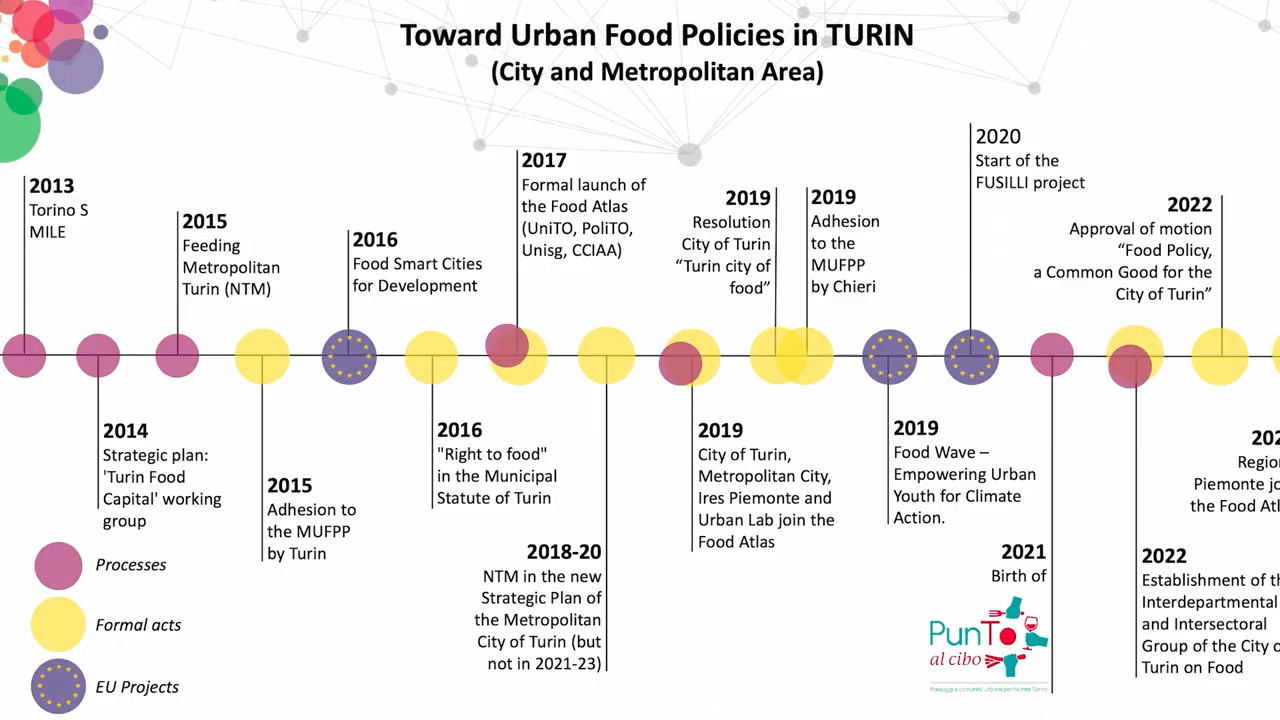 Toward Urban Food Policies in TURIN
(City and Metropolitan Area)
2013
Torino S
MILE
2014
Strategic plan:
'Turin Food
Capital' working
group
2015
Feeding
Metropolitan
Turin (NTM)
2015
Adhesion to
the MUFPP
by Turin
2016
Food Smart Cities
for Development
2016
"Right to food"
in the Municipal
Statute of Turin
2017
Formal launch of
the Food Atlas
(UniTO, PoliTO,
Unisg, CCIAA)
2018-20
NTM in the new
Strategic Plan of
the Metropolitan
City of Turin (but
not in 2021-23)
2019
City of Turin,
Metropolitan City,
Ires Piemonte and
Urban Lab join the
Food Atlas
2019
Resolution
City of Turin
“Turin city of
food”
2019
Adhesion
to the
MUFPP
by Chieri
2019
Food Wave –
Empowering Urban
Youth for Climate
Action.
2020
Start of the
FUSILLI project
2021
Birth of
PunTo
al cibo
Paesaggi e comunità Urbane per Nutrire Torino
2022
Establishment of th
Interdepartmental
and Intersectoral
Group of the City o
Turin on Food
2022
Approval of motion
“Food Policy,
a Common Good for the
City of Turin”
202
Region
Piemonte jo
the Food Atl
Processes
Formal acts
EU Projects